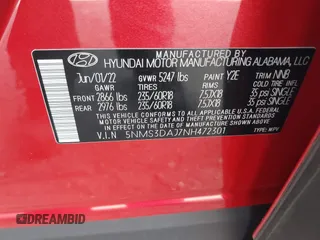 MANUFACTURED BY
HYUNDAI MOTOR MANUFACTURING ALABAMA, LLC
Jun/01/22 GVWR 5247 lbs PAINT Y2E TRIM NNB
GAWR TIRES RIMS COLD TIRE INFL
FRONT 2866 lbs 235/60R18 7.5JX18 35 psi SINGLE
REAR 2976 lbs 235/60R18 7.5JX18 35 psi SINGLE
THIS VEHICLE CONFORMS TO ALL APPLICABLE U.S. FEDERAL
MOTOR VEHICLE SAFETY, BUMPER, AND THEFT PREVENTION
STANDARDS IN EFFECT ON THE DATE OF MANUFACTURE
SHOWN ABOVE.
V.I.N 5NMS3DAJ7NH472301 TYPE: MPV
DREAMBID